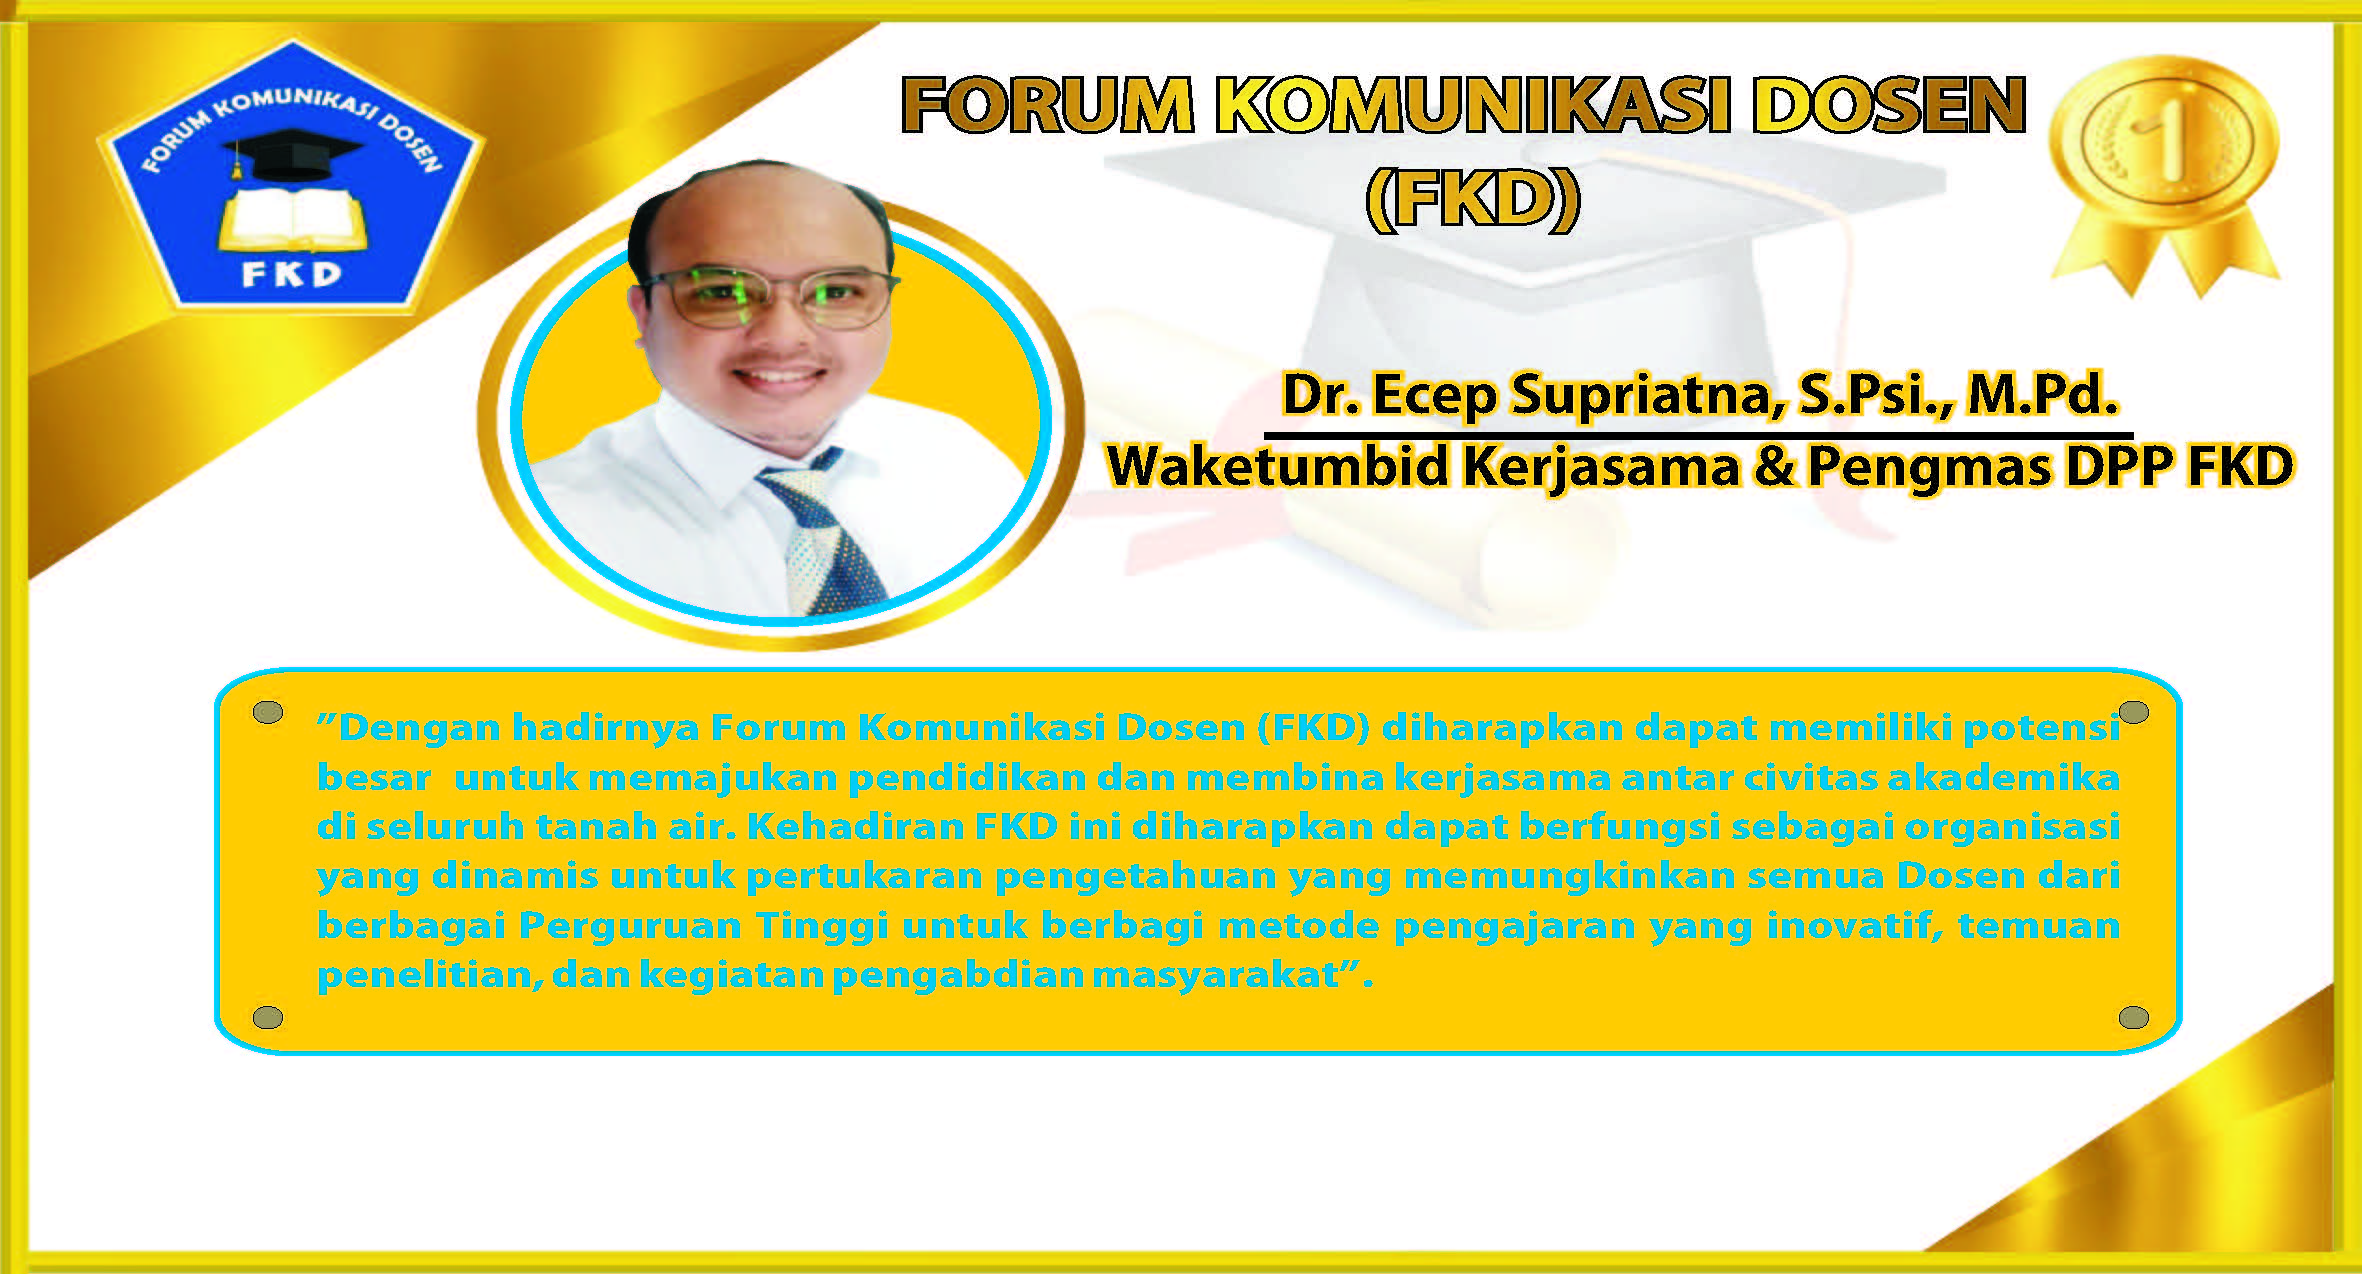 FORUM KOMUNIKASI DOSEN
FKD
FORUM KOMUNIKASI DOSEN
(FKD)
1
Dr. Ecep Supriatna, S.Psi., M.Pd.
Waketumbid Kerjasama & Pengmas DPP FKD
"Dengan hadirnya Forum Komunikasi Dosen (FKD) diharapkan dapat memiliki potensi
besar untuk memajukan pendidikan dan membina kerjasama antar civitas akademika
di seluruh tanah air. Kehadiran FKD ini diharapkan dapat berfungsi sebagai organisasi
yang dinamis untuk pertukaran pengetahuan yang memungkinkan semua Dosen dari
berbagai Perguruan Tinggi untuk berbagi metode pengajaran yang inovatif, temuan
penelitian, dan kegiatan pengabdian masyarakat".